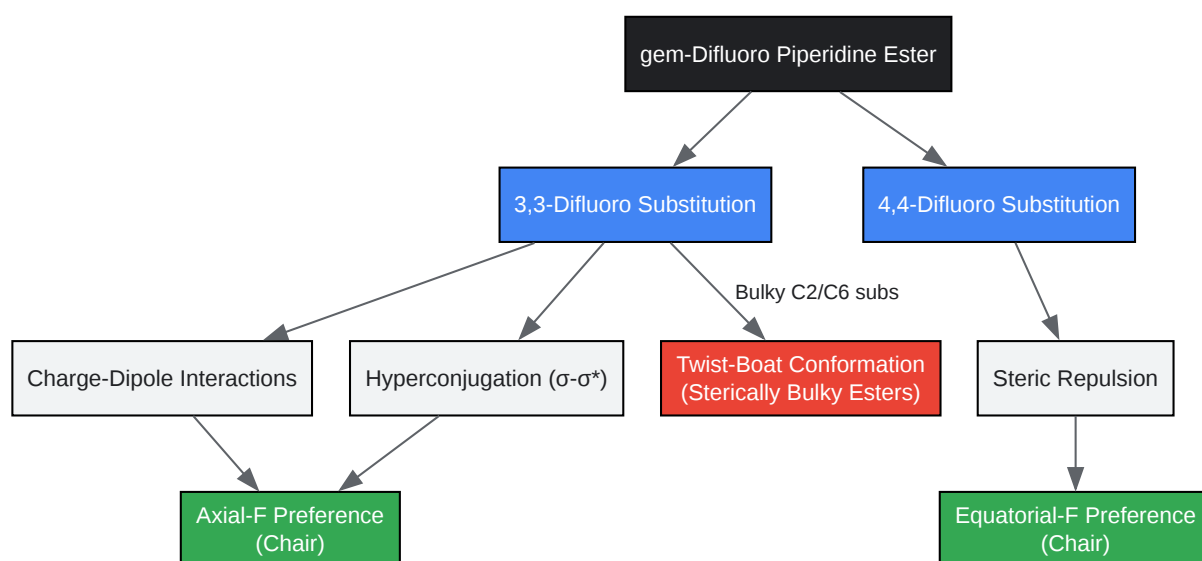 gem-Difluoro Piperidine Ester
3,3-Difluoro Substitution
4,4-Difluoro Substitution
Bulky C2/C6 subs
Charge-Dipole Interactions
Hyperconjugation (σ-σ*)
Twist-Boat Conformation
(Sterically Bulky Esters)
Steric Repulsion
Axial-F Preference
(Chair)
Equatorial-F Preference
(Chair)